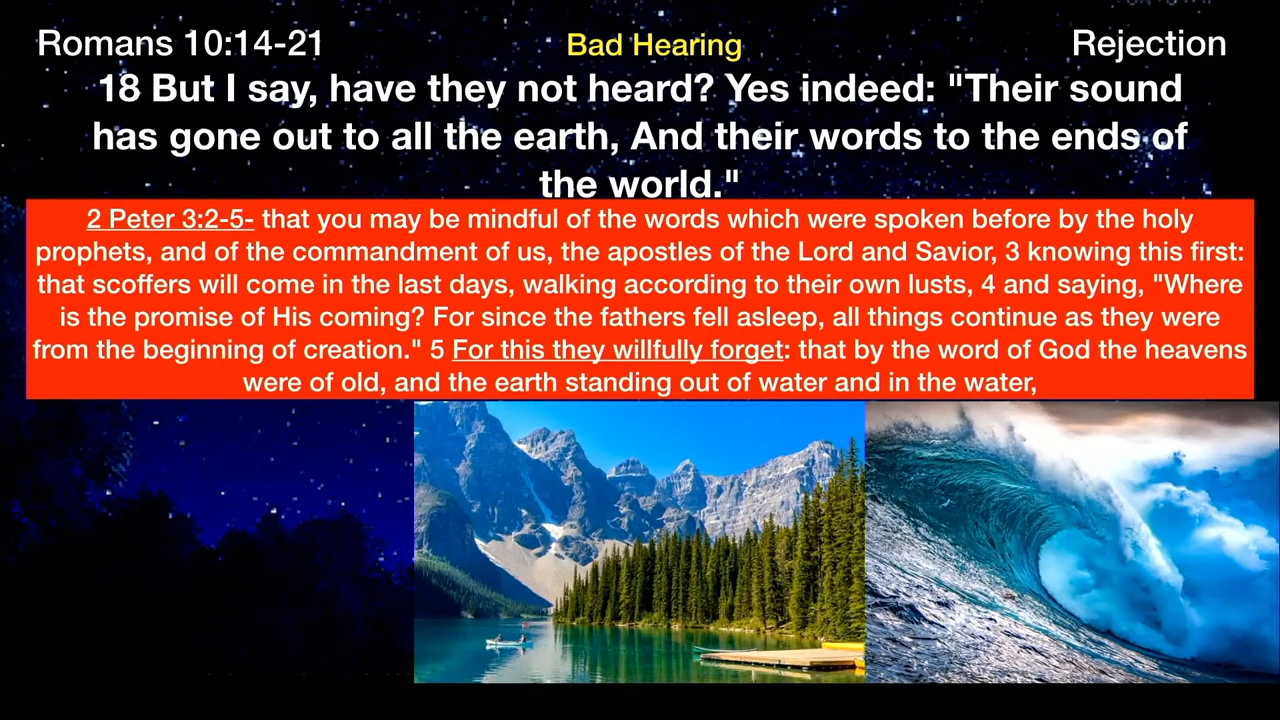 Romans 10:14-21
Bad Hearing
Rejection
18 But I say, have they not heard? Yes indeed: "Their sound
has gone out to all the earth, And their words to the ends of
the world."
2 Peter 3:2-5- that you may be mindful of the words which were spoken before by the holy
prophets, and of the commandment of us, the apostles of the Lord and Savior, 3 knowing this first:
that scoffers will come in the last days, walking according to their own lusts, 4 and saying, "Where
is the promise of His coming? For since the fathers fell asleep, all things continue as they were
from the beginning of creation." 5 For this they willfully forget: that by the word of God the heavens
were of old, and the earth standing out of water and in the water,